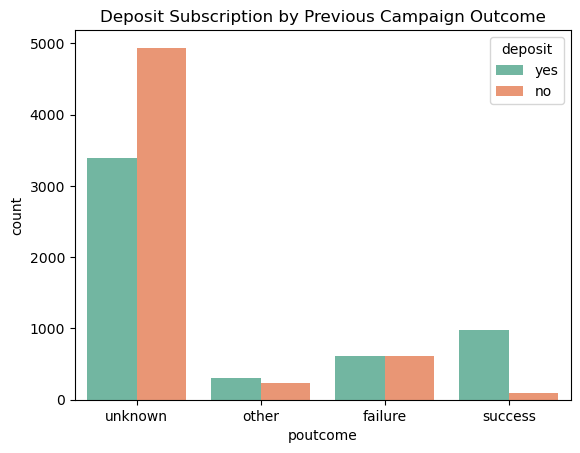 Deposit Subscription by Previous Campaign Outcome
deposit
yes
no
5000
4000
3000
2000
1000
0
count
unknown other failure success
poutcome